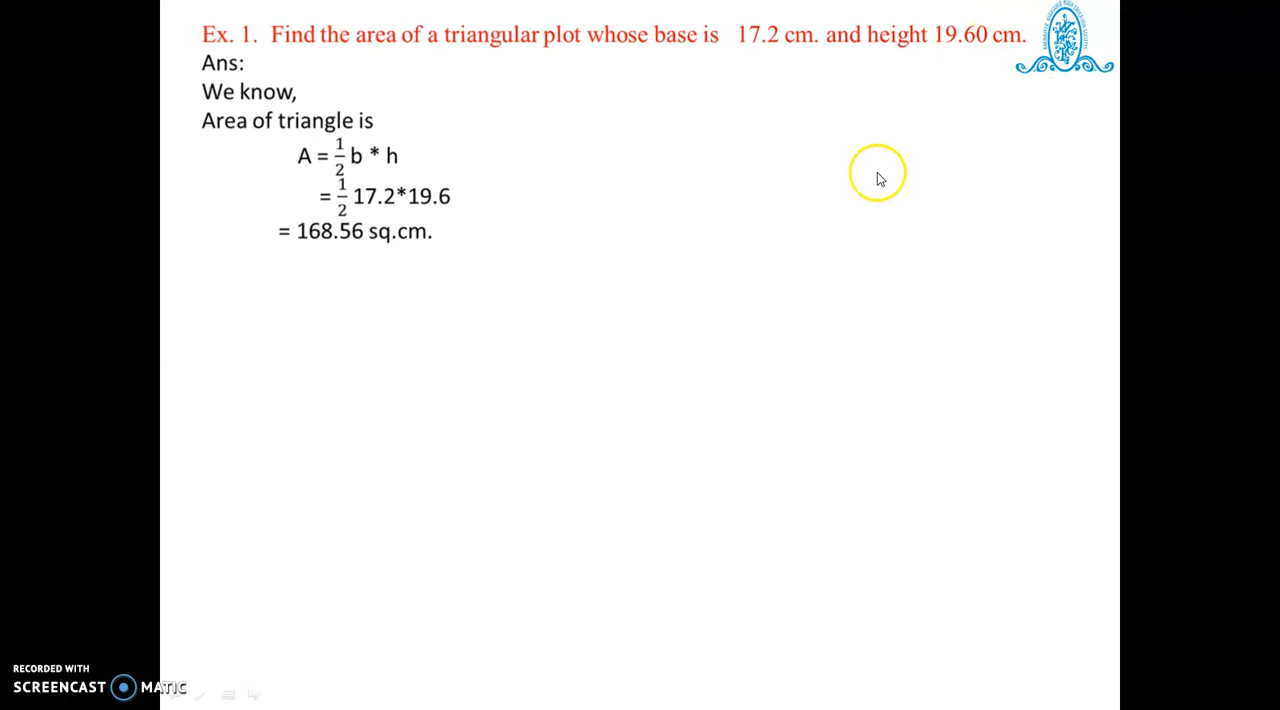 Ex. 1. Find the area of a triangular plot whose base is 17.2 cm. and height 19.60 cm.
Ans:
We know,
Area of triangle is
A = 1/2 b * h
= 1/2 17.2*19.6
= 168.56 sq.cm.
RECORDED WITH
SCREENCAST MATIC